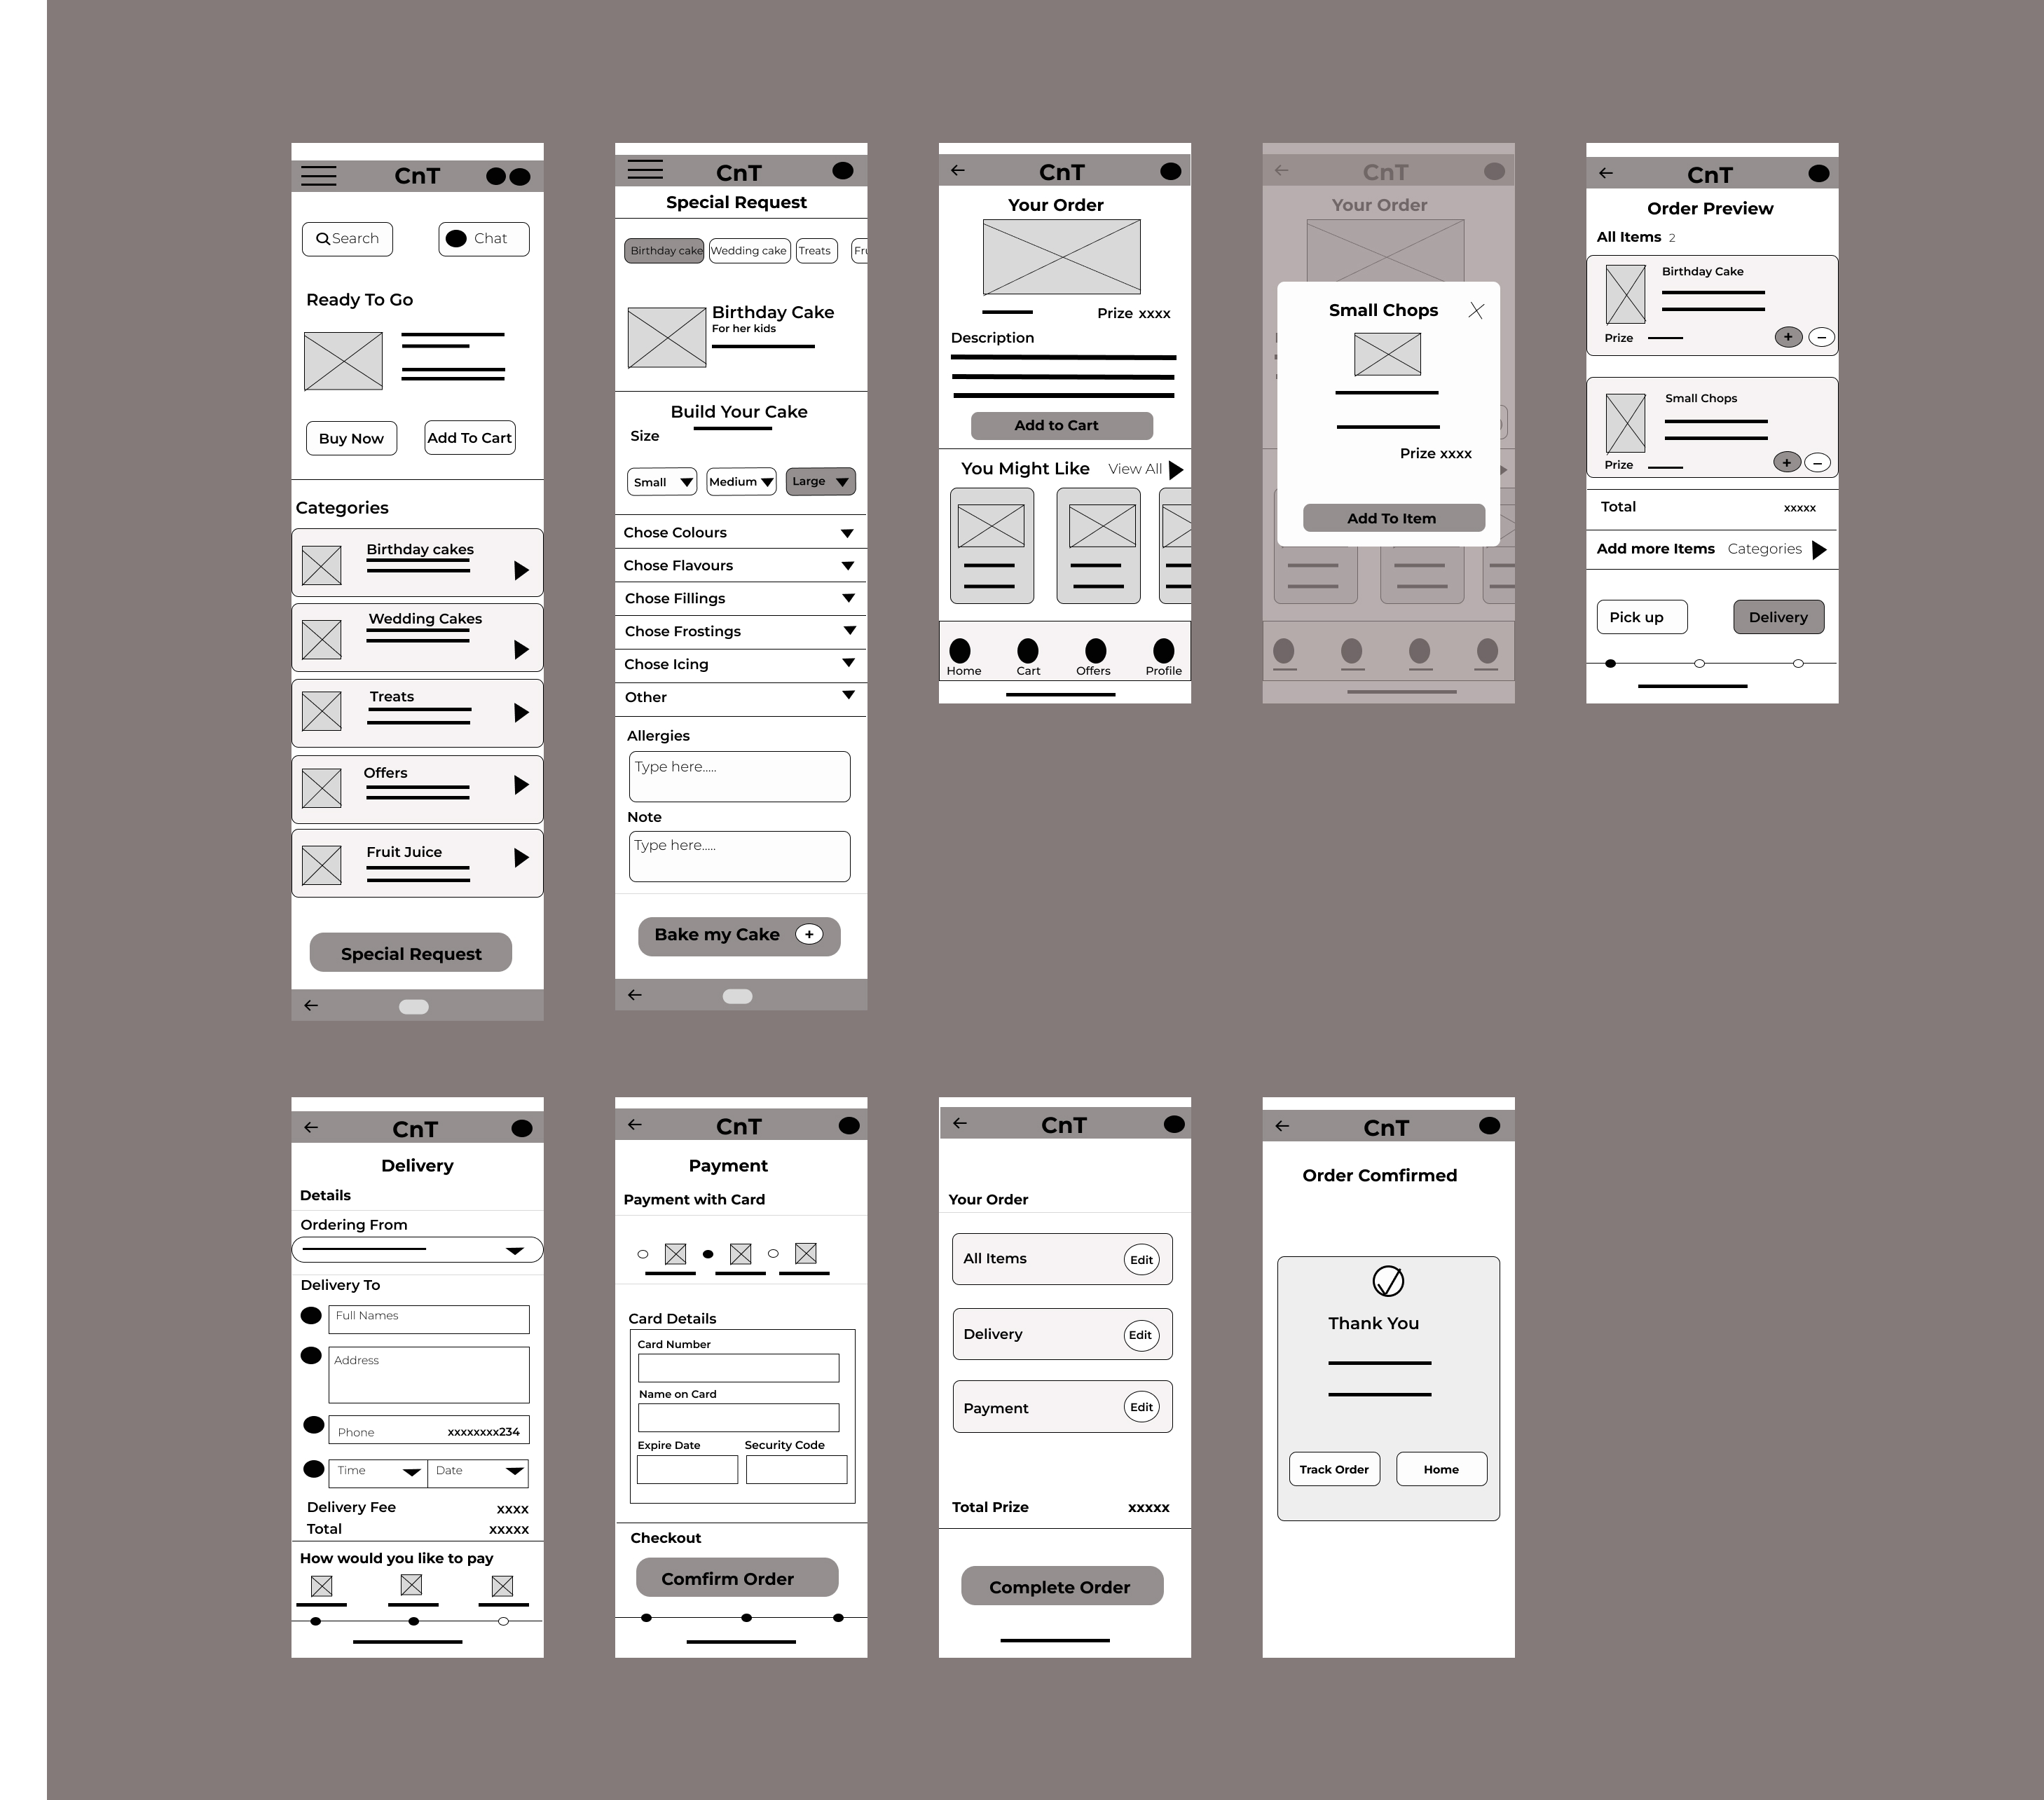 CnT
Search
Chat
Ready To Go
Buy Now
Add To Cart
Categories
Birthday cakes
Wedding Cakes
Treats
Offers
Fruit Juice
Special Request
CnT
Special Request
Birthday cake Wedding cake Treats Fru
Birthday Cake
For her kids
Build Your Cake
Size
Small Medium Large
Chose Colours
Chose Flavours
Chose Fillings
Chose Frostings
Chose Icing
Other
Allergies
Type here.....
Note
Type here.....
Bake my Cake +
CnT
Your Order
Prize xxxx
Description
Add to Cart
You Might Like View All
Home Cart Offers Profile
CnT
Your Order
Small Chops
Prize xxxx
Add To Item
CnT
Order Preview
All Items 2
Birthday Cake
Prize + –
Small Chops
Prize + –
Total xxxxx
Add more Items Categories
Pick up Delivery
CnT
Delivery
Details
Ordering From
Delivery To
Full Names
Address
Phone xxxxxxxx234
Time Date
Delivery Fee xxxx
Total xxxxx
How would you like to pay
CnT
Payment
Payment with Card
Card Details
Card Number
Name on Card
Expire Date Security Code
Checkout
Comfirm Order
CnT
Your Order
All Items Edit
Delivery Edit
Payment Edit
Total Prize xxxxx
Complete Order
CnT
Order Comfirmed
Thank You
Track Order Home